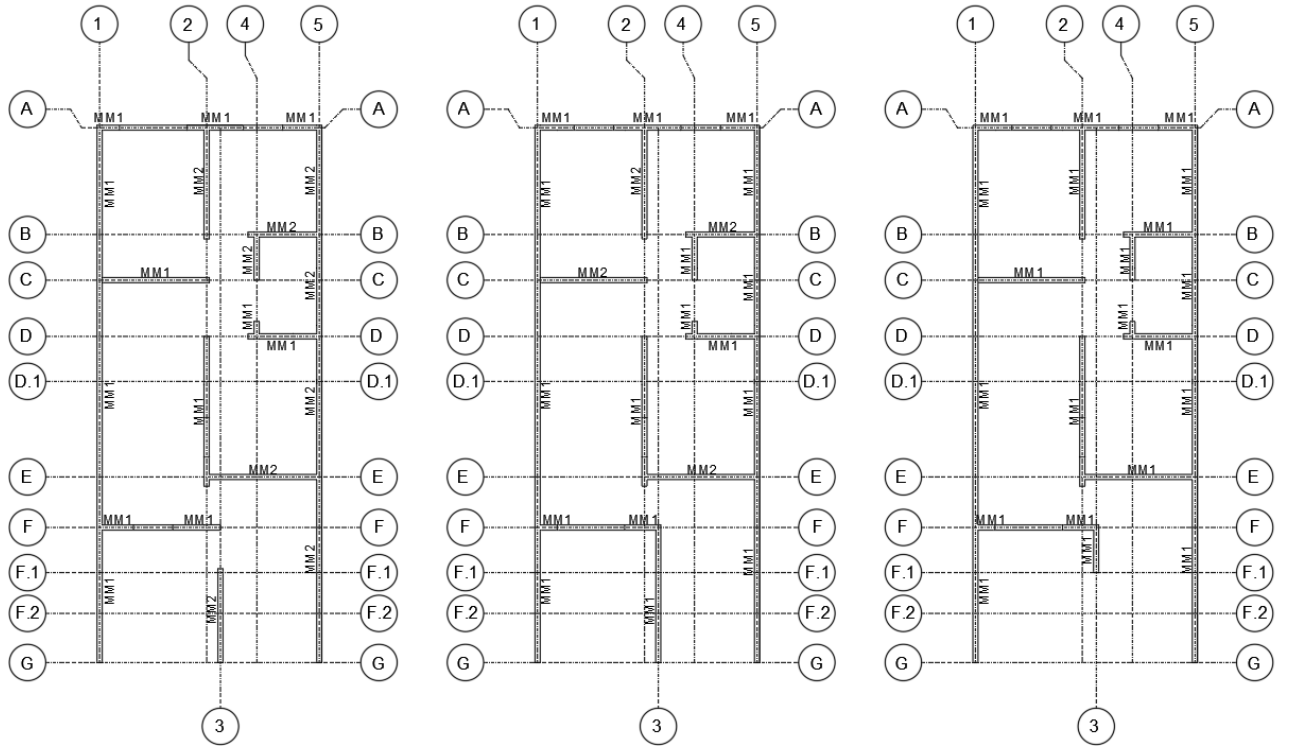 1 2 4 5 1 2 4 5 1 2 4 5
A A A A A A
MM1 MM1 MM1 MM1 MM1 MM1 MM1
MM1 MM2 MM2 MM1 MM2 MM1 MM1 MM1 MM1
B MM2 B B MM2 B B MM1 B
MM2 MM1 MM1
C MM1 C C MM2 C C MM1 C
MM2 MM1 MM1
MM1 MM1 MM1
D D D D D D
MM1 MM1 MM1
D.1 D.1 D.1 D.1 D.1 D.1
MM1 MM1 MM2 MM1 MM1 MM1 MM1 MM1 MM1
E MM2 E E MM2 E E MM1 E
F MM1 MM1 F F MM1 MM1 F F MM1 MM1 F
MM2 MM1 MM1 MM1
F.1 F.1 F.1 F.1 F.1 F.1
MM1 MM1 MM1
F.2 MM2 F.2 F.2 MM1 F.2 F.2 F.2
G G G G G G
3 3 3